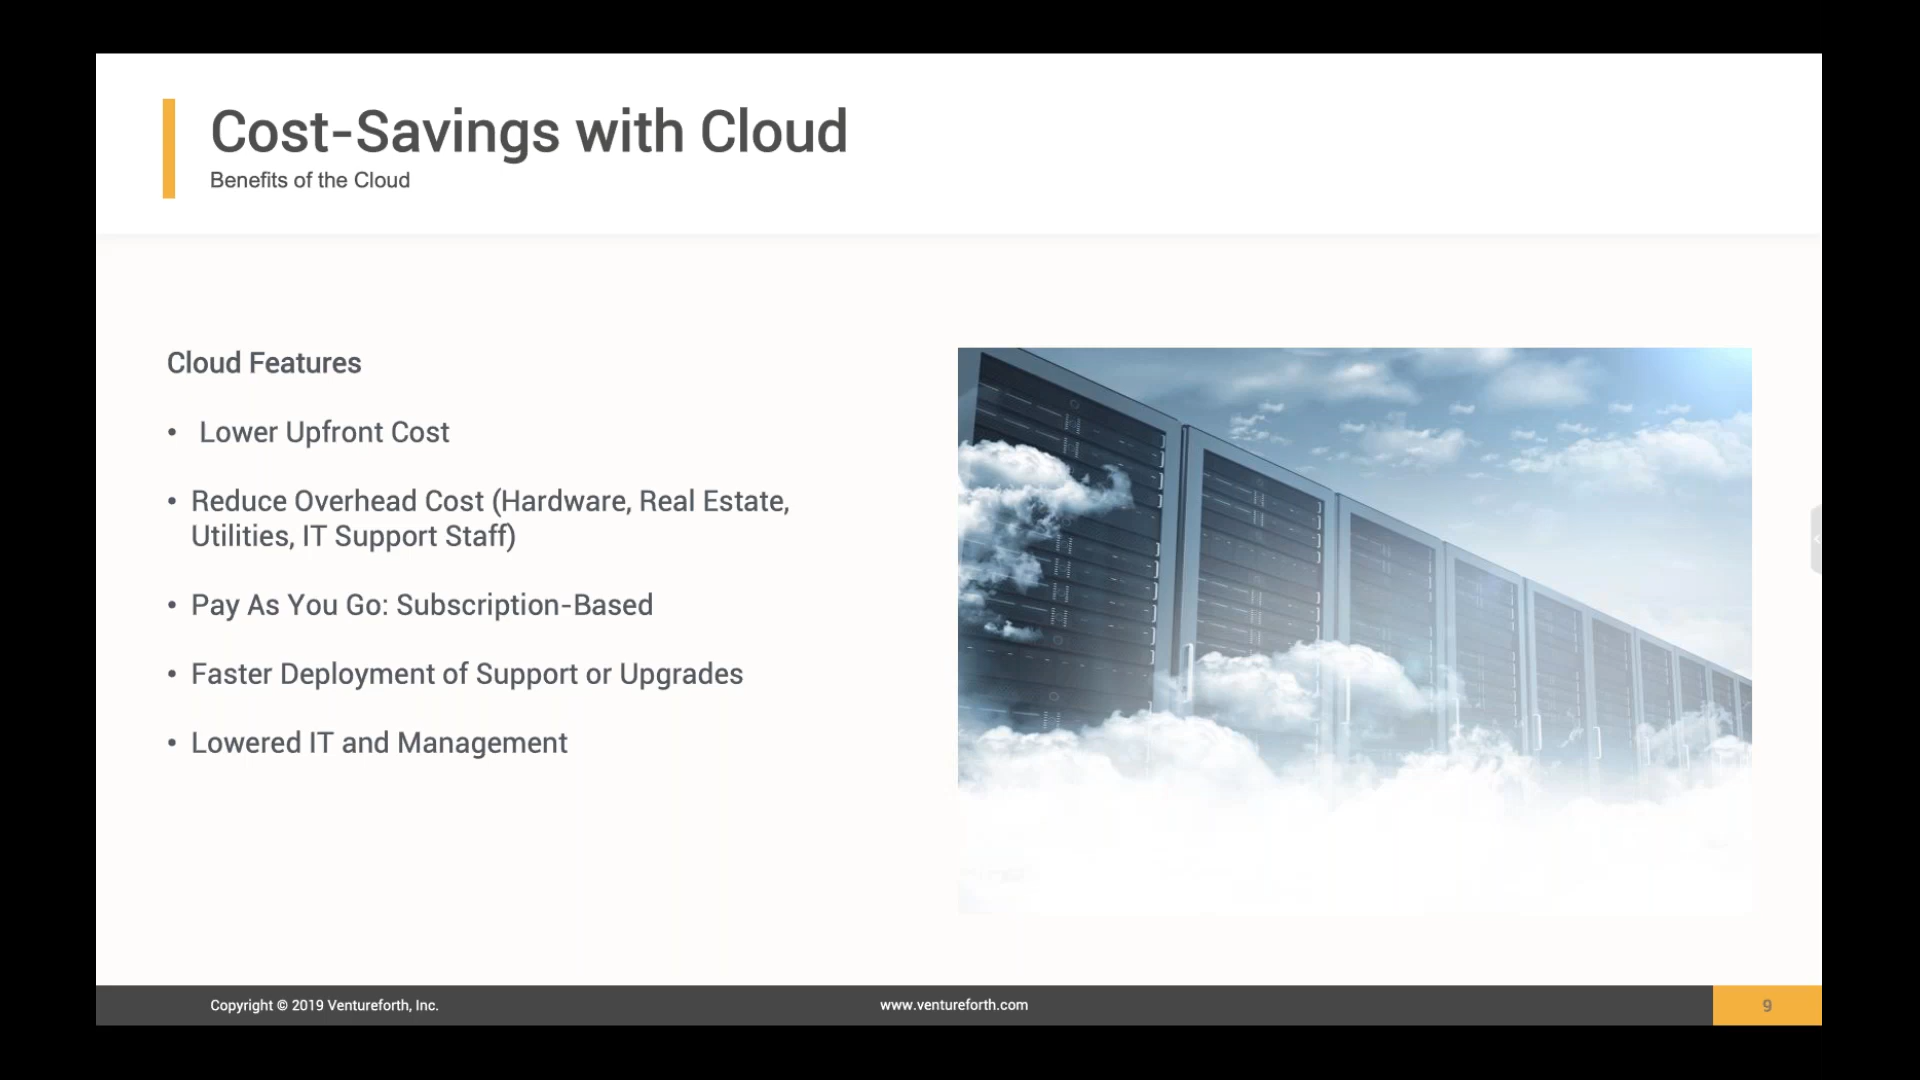 Cost-Savings with Cloud
Benefits of the Cloud
Cloud Features
• Lower Upfront Cost
• Reduce Overhead Cost (Hardware, Real Estate,
Utilities, IT Support Staff)
• Pay As You Go: Subscription-Based
• Faster Deployment of Support or Upgrades
• Lowered IT and Management
Copyright © 2019 Ventureforth, Inc.
www.ventureforth.com
9